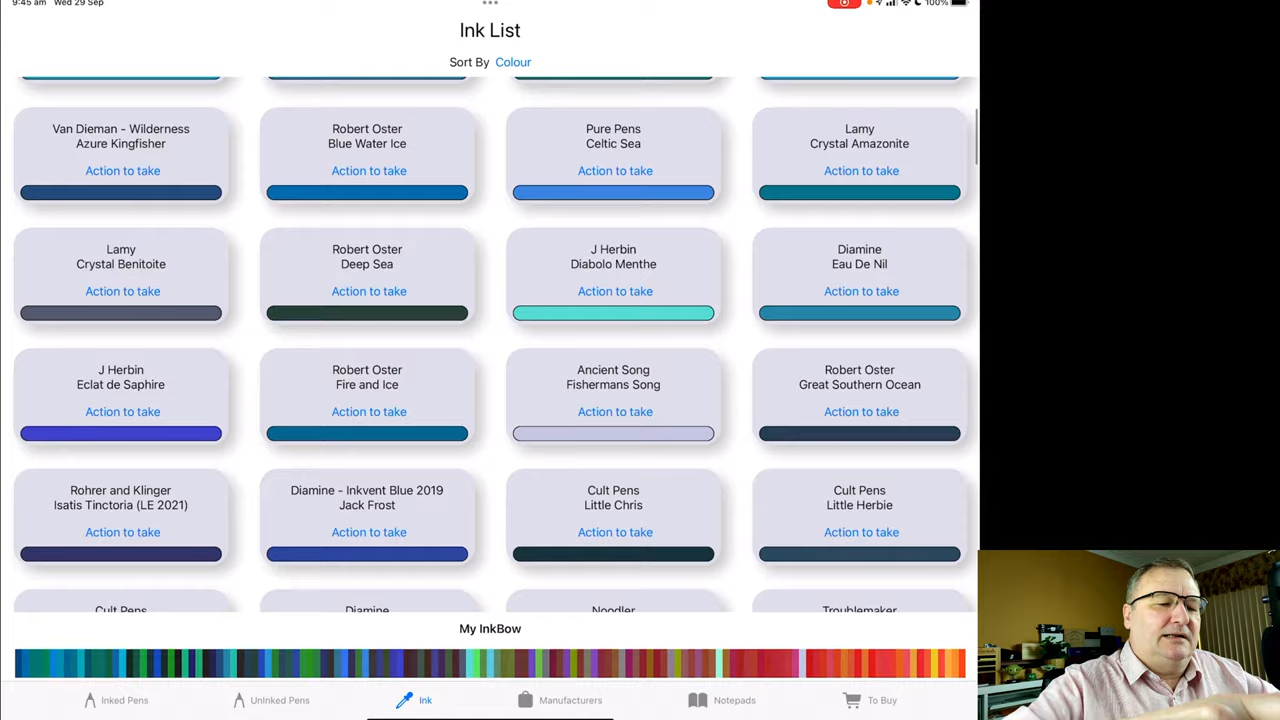 9:45 am Wed 29 Sep
100%
Ink List
Sort By Colour
Van Dieman - Wilderness
Azure Kingfisher
Action to take
Robert Oster
Blue Water Ice
Action to take
Pure Pens
Celtic Sea
Action to take
Lamy
Crystal Amazonite
Action to take
Lamy
Crystal Benitoite
Action to take
Robert Oster
Deep Sea
Action to take
J Herbin
Diabolo Menthe
Action to take
Diamine
Eau De Nil
Action to take
J Herbin
Eclat de Saphire
Action to take
Robert Oster
Fire and Ice
Action to take
Ancient Song
Fishermans Song
Action to take
Robert Oster
Great Southern Ocean
Action to take
Rohrer and Klinger
Isatis Tinctoria (LE 2021)
Action to take
Diamine - Inkvent Blue 2019
Jack Frost
Action to take
Cult Pens
Little Chris
Action to take
Cult Pens
Little Herbie
Action to take
Cult Pens
Diamine
Noodler
Troublemaker
My InkBow
Inked Pens
UnInked Pens
Ink
Manufacturers
Notepads
To Buy